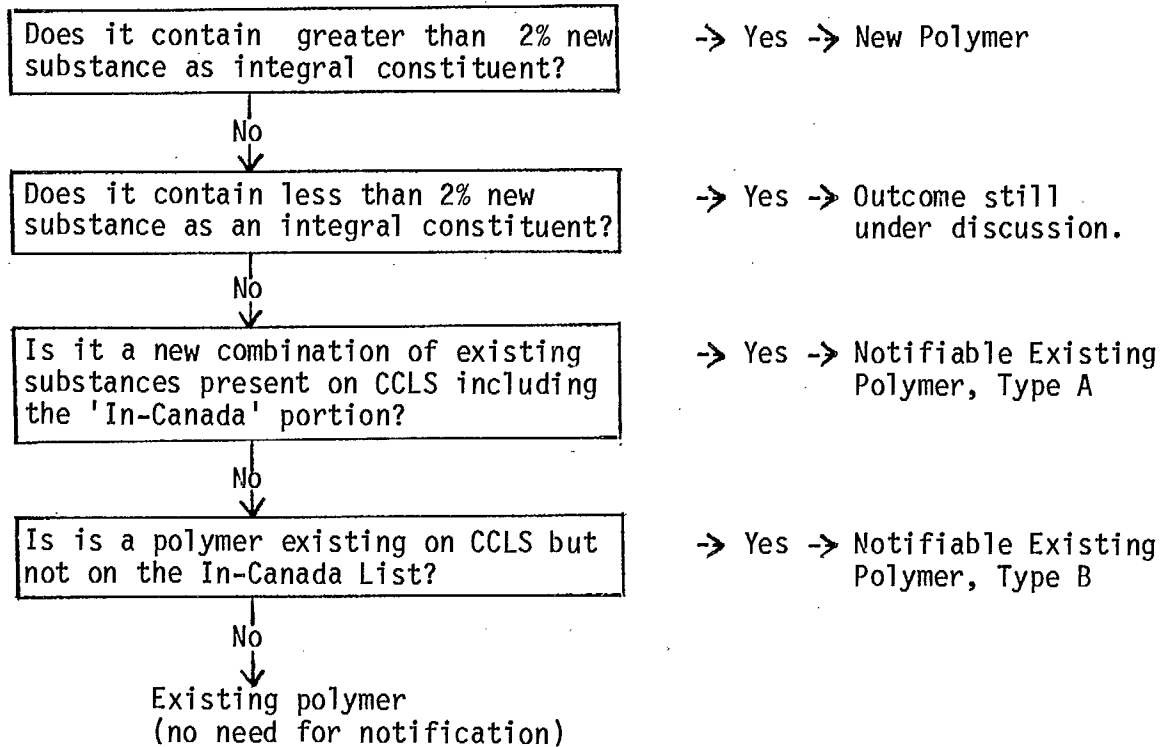 Does it contain greater than 2% new
substance as integral constituent?
-> Yes -> New Polymer
No
Does it contain less than 2% new
substance as an integral constituent?
-> Yes -> Outcome still
under discussion.
No
Is it a new combination of existing
substances present on CCLS including
the 'In-Canada' portion?
-> Yes -> Notifiable Existing
Polymer, Type A
No
Is is a polymer existing on CCLS but
not on the In-Canada List?
-> Yes -> Notifiable Existing
Polymer, Type B
No
Existing polymer
(no need for notification)